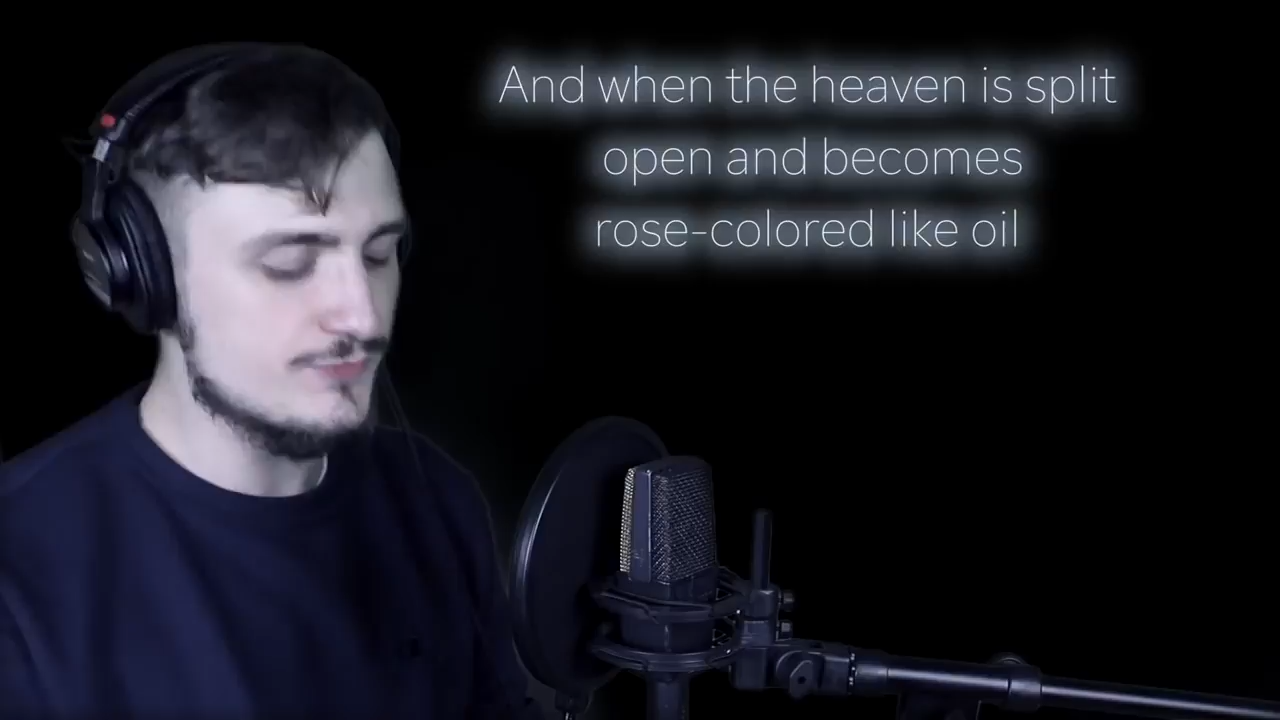 And when the heaven is split
open and becomes
rose-colored like oil